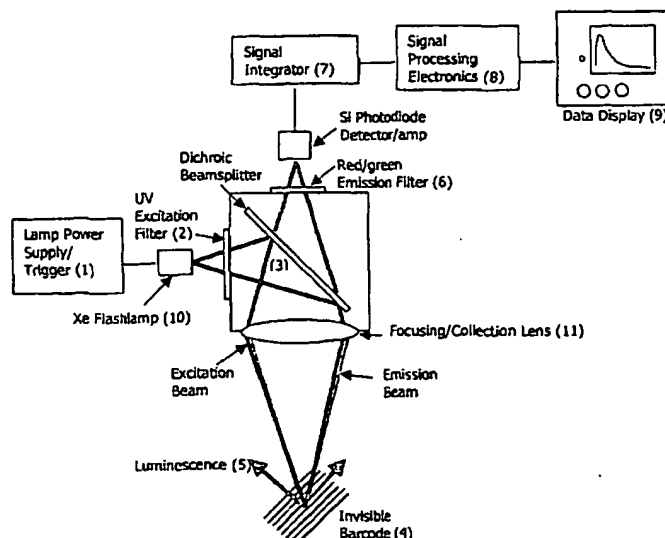 Signal
Integrator (7)
Signal
Processing
Electronics (8)
Data Display (9)
Si Photodiode
Detector/amp
Dichroic
Beamsplitter
Red/green
Emission Filter (6)
UV
Excitation
Filter (2)
Lamp Power
Supply/
Trigger (1)
(3)
Xe Flashlamp (10)
Focusing/Collection Lens (11)
Excitation
Beam
Emission
Beam
Luminescence (5)
Invisible
Barcode (4)